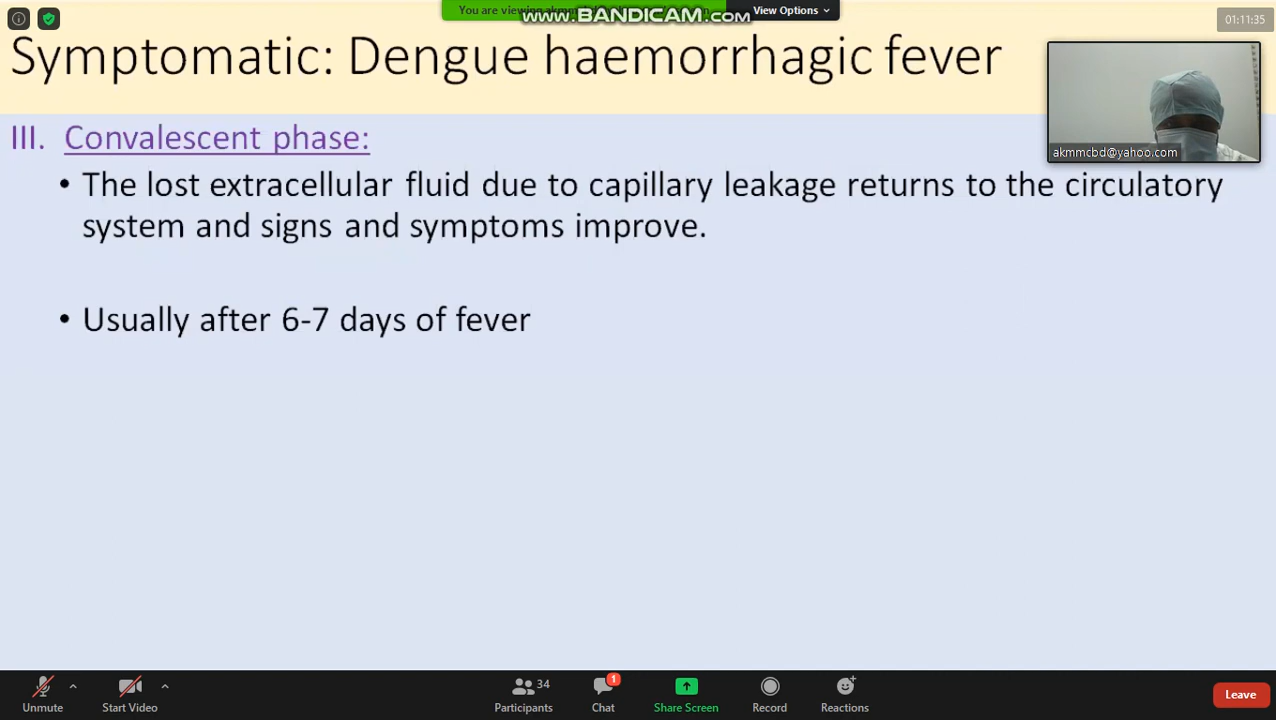 You are viewing akmm
www.BANDICAM.com
View Options
01:11:35
Symptomatic: Dengue haemorrhagic fever
akmmcbd@yahoo.com
III. Convalescent phase:
• The lost extracellular fluid due to capillary leakage returns to the circulatory
system and signs and symptoms improve.
• Usually after 6-7 days of fever
Unmute
Start Video
34
Participants
1
Chat
Share Screen
Record
Reactions
Leave